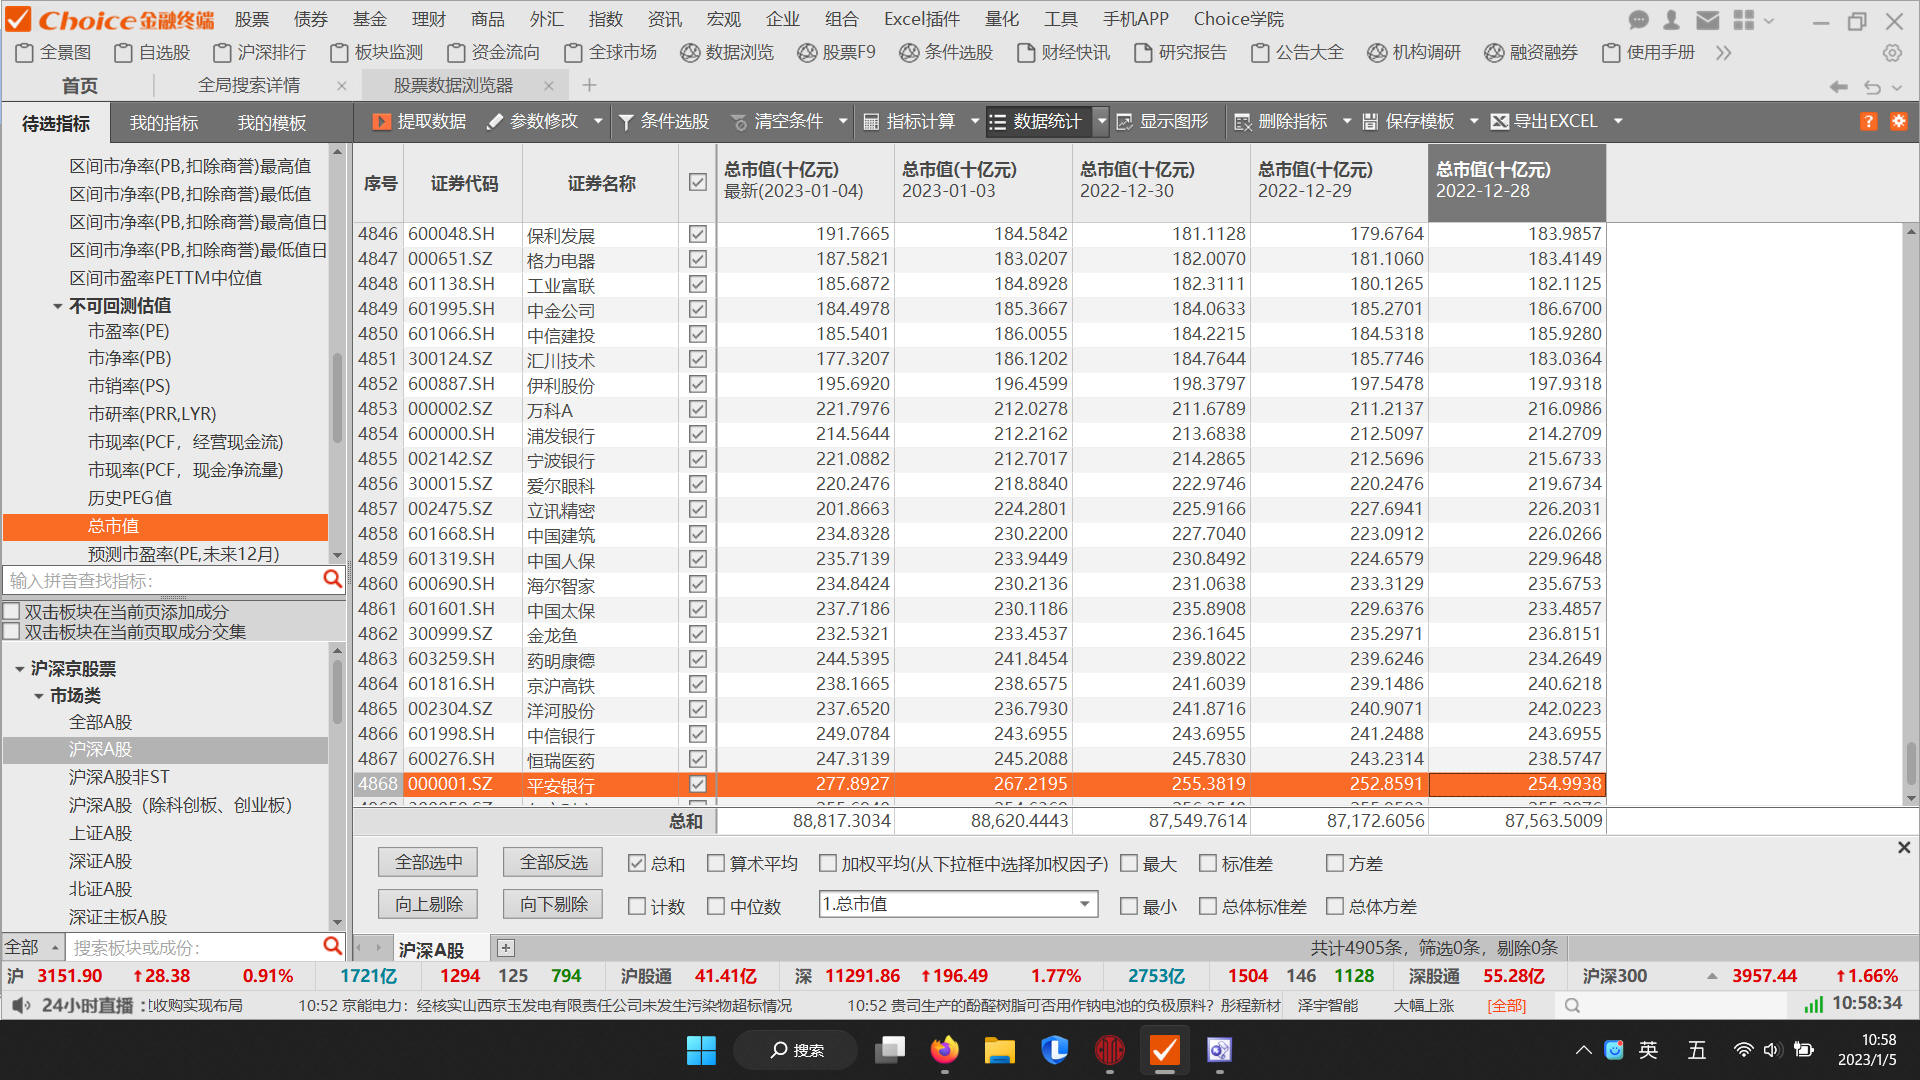 Choice金融终端 股票 债券 基金 理财 商品 外汇 指数 资讯 宏观 企业 组合 Excel插件 量化 工具 手机APP Choice学院
全景图 自选股 沪深排行 板块监测 资金流向 全球市场 数据浏览 股票F9 条件选股 财经快讯 研究报告 公告大全 机构调研 融资融券 使用手册
首页 全局搜索详情 股票数据浏览器
待选指标 我的指标 我的模板 提取数据 参数修改 条件选股 清空条件 指标计算 数据统计 显示图形 删除指标 保存模板 导出EXCEL
区间市净率(PB,扣除商誉)最高值
区间市净率(PB,扣除商誉)最低值
区间市净率(PB,扣除商誉)最高值日
区间市净率(PB,扣除商誉)最低值日
区间市盈率PETTM中位值
不可回测估值
市盈率(PE)
市净率(PB)
市销率(PS)
市研率(PRR,LYR)
市现率(PCF，经营现金流)
市现率(PCF，现金净流量)
历史PEG值
总市值
预测市盈率(PE,未来12月)
输入拼音查找指标:
双击板块在当前页添加成分
双击板块在当前页取成分交集
沪深京股票
市场类
全部A股
沪深A股
沪深A股非ST
沪深A股（除科创板、创业板）
上证A股
深证A股
北证A股
深证主板A股
全部 搜索板块或成份:
序号 证券代码 证券名称 总市值(十亿元) 总市值(十亿元) 总市值(十亿元) 总市值(十亿元) 总市值(十亿元)
最新(2023-01-04) 2023-01-03 2022-12-30 2022-12-29 2022-12-28
4846 600048.SH 保利发展 191.7665 184.5842 181.1128 179.6764 183.9857
4847 000651.SZ 格力电器 187.5821 183.0207 182.0070 181.1060 183.4149
4848 601138.SH 工业富联 185.6872 184.8928 182.3111 180.1265 182.1125
4849 601995.SH 中金公司 184.4978 185.3667 184.0633 185.2701 186.6700
4850 601066.SH 中信建投 185.5401 186.0055 184.2215 184.5318 185.9280
4851 300124.SZ 汇川技术 177.3207 186.1202 184.7644 185.7746 183.0364
4852 600887.SH 伊利股份 195.6920 196.4599 198.3797 197.5478 197.9318
4853 000002.SZ 万科A 221.7976 212.0278 211.6789 211.2137 216.0986
4854 600000.SH 浦发银行 214.5644 212.2162 213.6838 212.5097 214.2709
4855 002142.SZ 宁波银行 221.0882 212.7017 214.2865 212.5696 215.6733
4856 300015.SZ 爱尔眼科 220.2476 218.8840 222.9746 220.2476 219.6734
4857 002475.SZ 立讯精密 201.8663 224.2801 225.9166 227.6941 226.2031
4858 601668.SH 中国建筑 234.8328 230.2200 227.7040 223.0912 226.0266
4859 601319.SH 中国人保 235.7139 233.9449 230.8492 224.6579 229.9648
4860 600690.SH 海尔智家 234.8424 230.2136 231.0638 233.3129 235.6753
4861 601601.SH 中国太保 237.7186 230.1186 235.8908 229.6376 233.4857
4862 300999.SZ 金龙鱼 232.5321 233.4537 236.1645 235.2971 236.8151
4863 603259.SH 药明康德 244.5395 241.8454 239.8022 239.6246 234.2649
4864 601816.SH 京沪高铁 238.1665 238.6575 241.6039 239.1486 240.6218
4865 002304.SZ 洋河股份 237.6520 236.7930 241.8716 240.9071 242.0223
4866 601998.SH 中信银行 249.0784 243.6955 243.6955 241.2488 243.6955
4867 600276.SH 恒瑞医药 247.3139 245.2088 245.7830 243.2314 238.5747
4868 000001.SZ 平安银行 277.8927 267.2195 255.3819 252.8591 254.9938
总和 88,817.3034 88,620.4443 87,549.7614 87,172.6056 87,563.5009
全部选中 全部反选 总和 算术平均 加权平均(从下拉框中选择加权因子) 最大 标准差 方差
向上剔除 向下剔除 计数 中位数 1.总市值 最小 总体标准差 总体方差
沪深A股 共计4905条，筛选0条，剔除0条
沪 3151.90 ↑28.38 0.91% 1721亿 1294 125 794 沪股通 41.41亿 深 11291.86 ↑196.49 1.77% 2753亿 1504 146 1128 深股通 55.28亿 沪深300 3957.44 ↑1.66%
24小时直播： 收购实现布局 10:52 京能电力：经核实山西京玉发电有限责任公司未发生污染物超标情况 10:52 贵司生产的酚醛树脂可否用作钠电池的负极原料？彤程新材 泽宇智能 大幅上涨 [全部] 10:58:34
搜索 英 五 10:58
2023/1/5